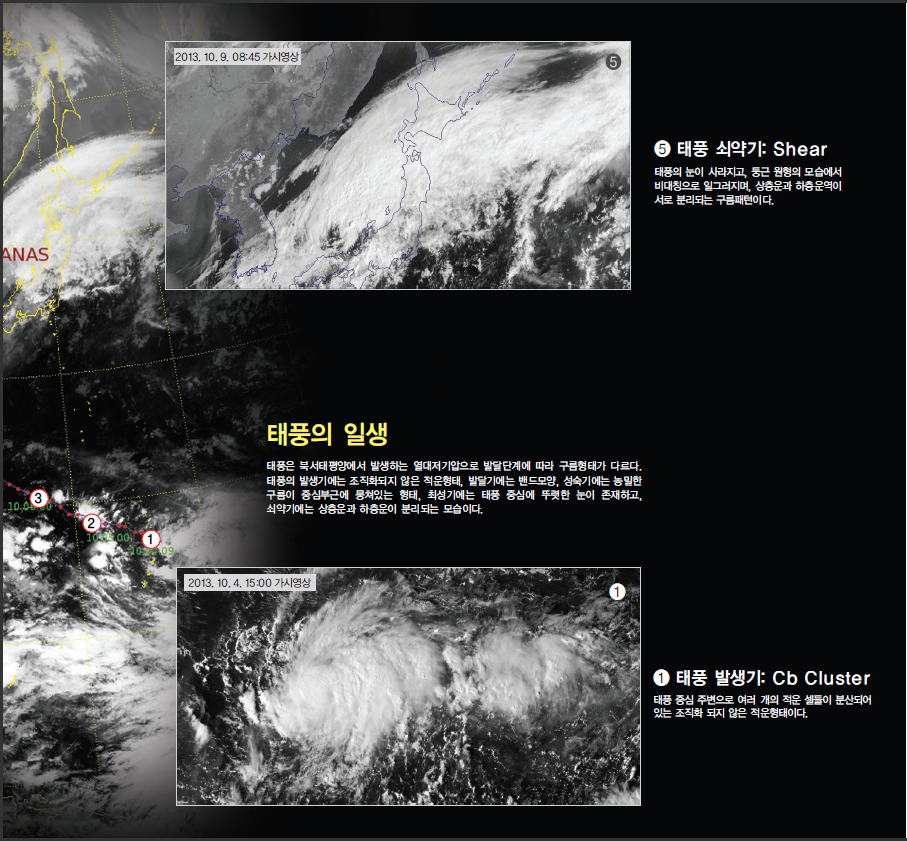 2013. 10. 9. 08:45 가시영상
5
5 태풍 쇠약기: Shear
태풍의 눈이 사라지고, 둥근 원형의 모습에서
비대칭으로 일그러지며, 상층운과 하층운역이
서로 분리되는 구름패턴이다.
ANAS
태풍의 일생
태풍은 북서태평양에서 발생하는 열대저기압으로 발달단계에 따라 구름형태가 다르다.
태풍의 발생기에는 조직화되지 않은 적운형태, 발달기에는 밴드모양, 성숙기에는 농밀한
구름이 중심부근에 뭉쳐있는 형태, 최성기에는 태풍 중심에 뚜렷한 눈이 존재하고,
쇠약기에는 상층운과 하층운이 분리되는 모습이다.
3
2
1
2013. 10. 4. 15:00 가시영상
1
1 태풍 발생기: Cb Cluster
태풍 중심 주변으로 여러 개의 적운 셀들이 분산되어
있는 조직화 되지 않은 적운형태이다.